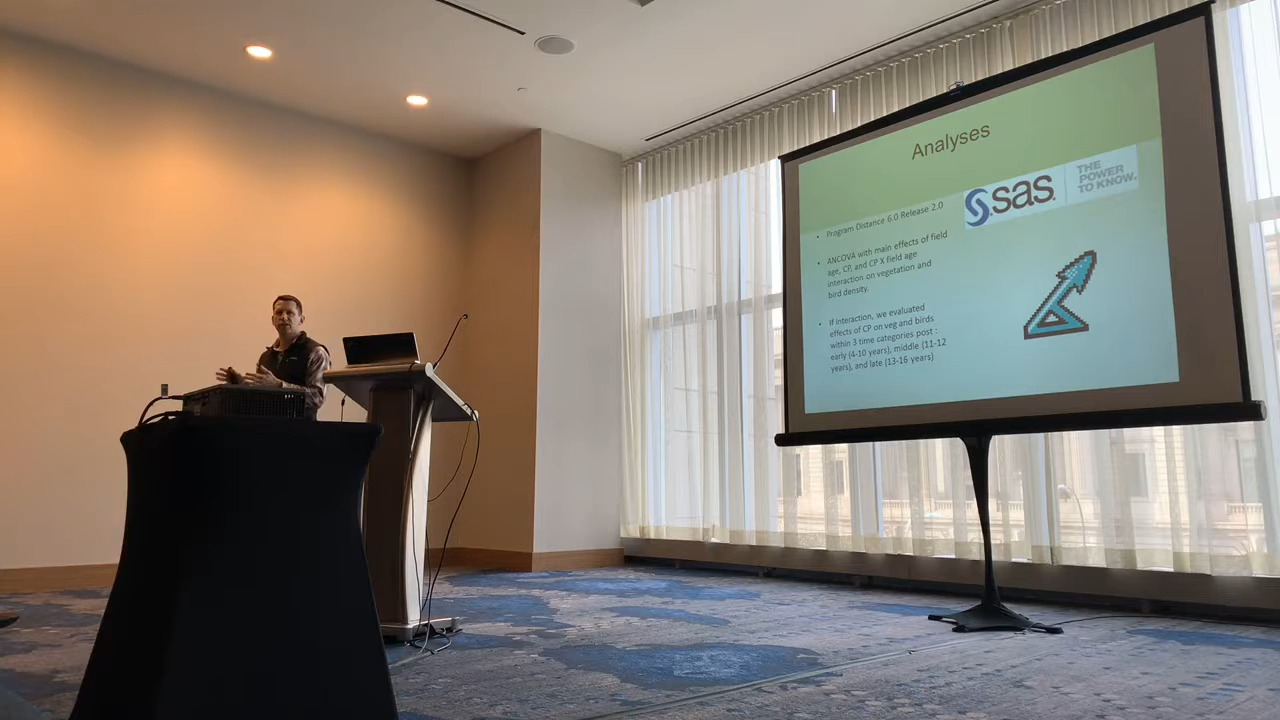 Analyses
sas
THE
POWER
TO KNOW.
• Program Distance 6.0 Release 2.0
• ANCOVA with main effects of field
age, CP, and CP X field age
interaction on vegetation and
bird density.
• If interaction, we evaluated
effects of CP on veg and birds
within 3 time categories post :
early (4-10 years), middle (11-12
years), and late (13-16 years)